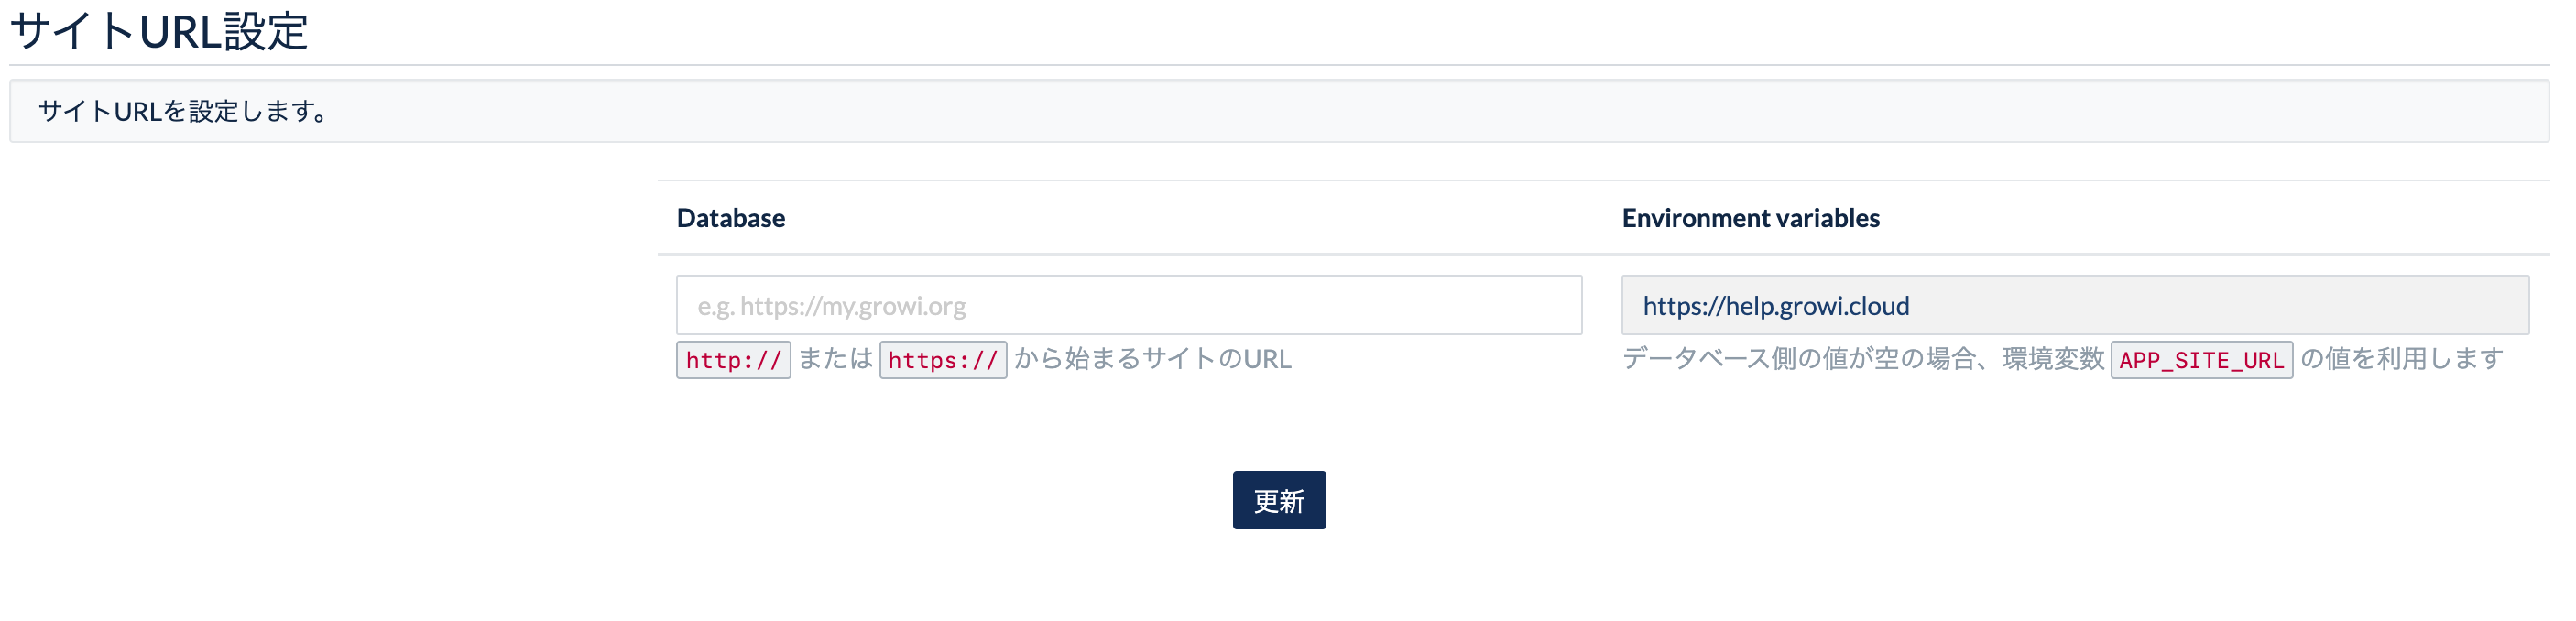 サイトURL設定
サイトURLを設定します。
Database
Environment variables
e.g. https://my.growi.org
https://help.growi.cloud
http:// または https:// から始まるサイトのURL
データベース側の値が空の場合、環境変数 APP_SITE_URL の値を利用します
更新